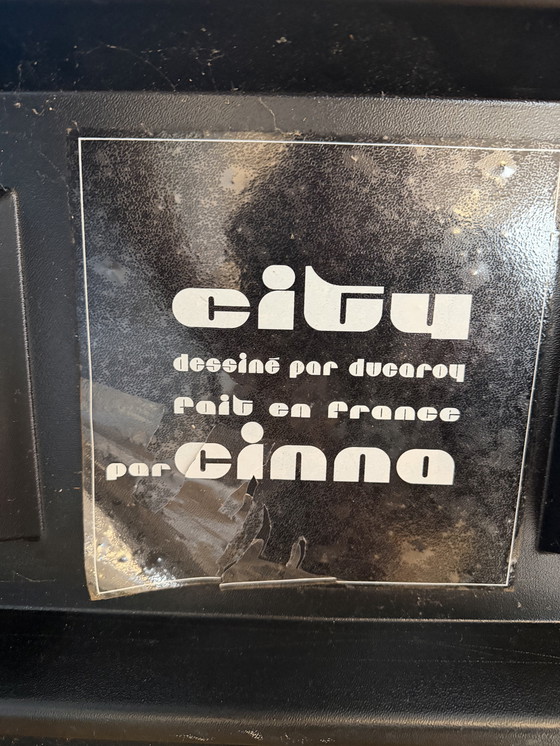 city
dessiné par ducaroy
fait en france
par cinna